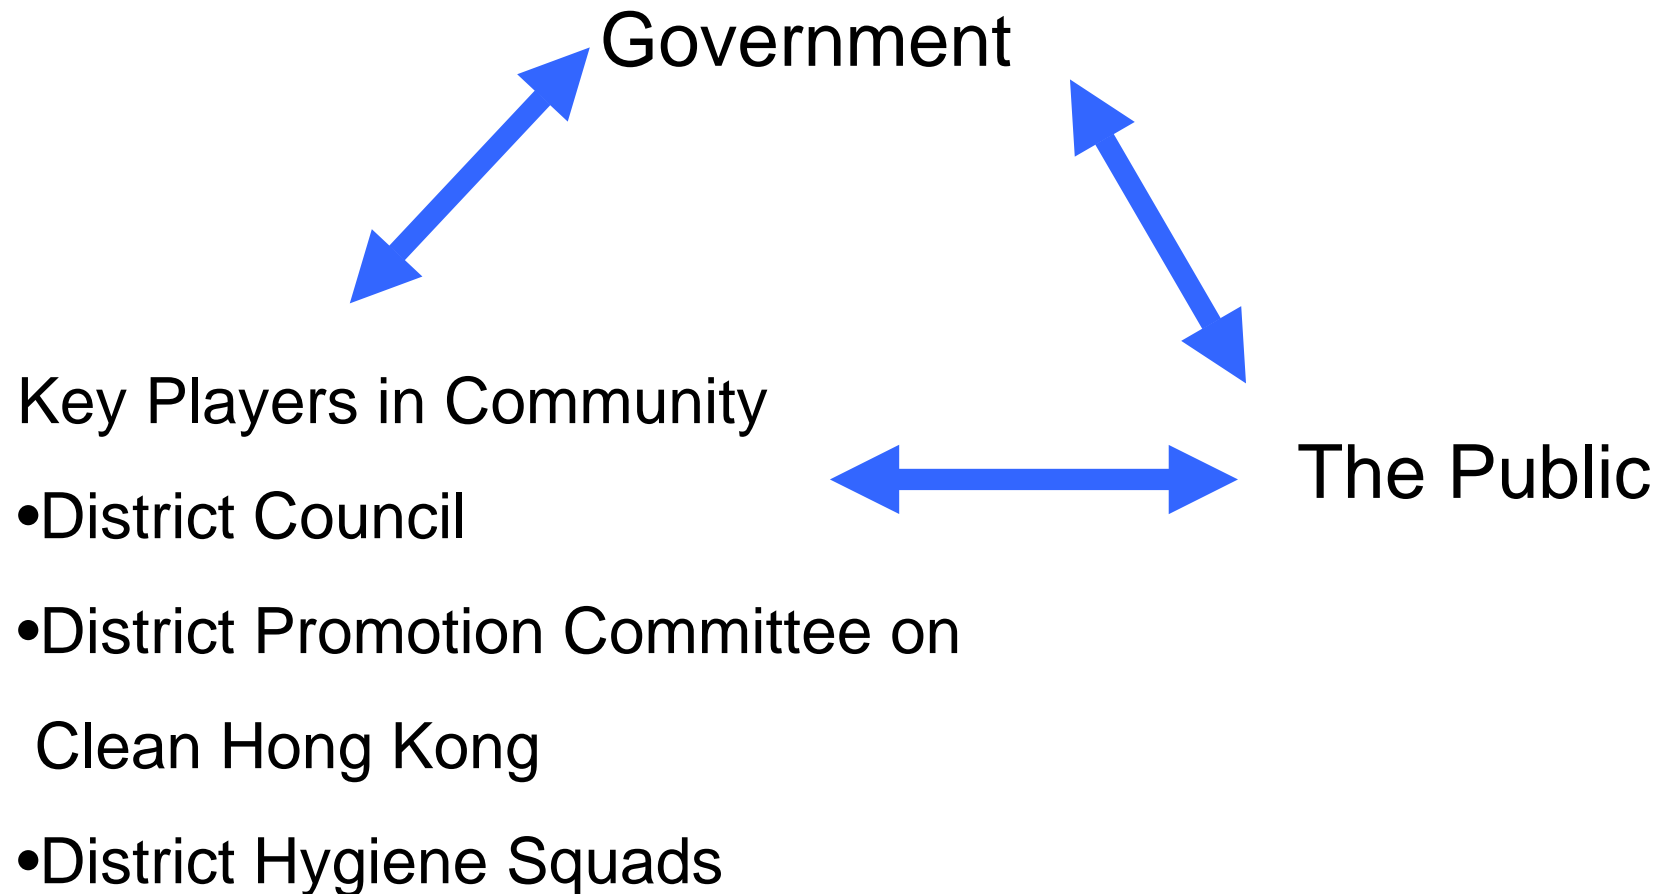 Government
Key Players in Community
The Public
•District Council
•District Promotion Committee on
Clean Hong Kong
•District Hygiene Squads